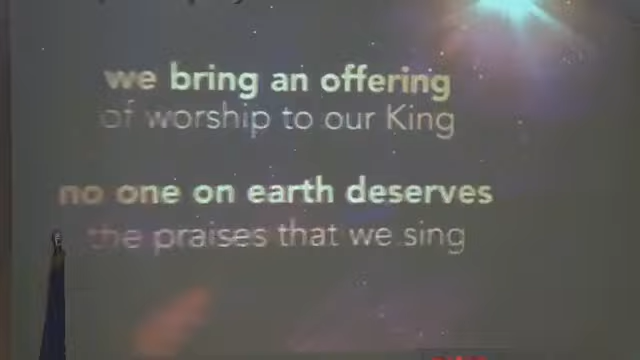 we bring an offering
of worship to our King
no one on earth deserves
the praises that we sing